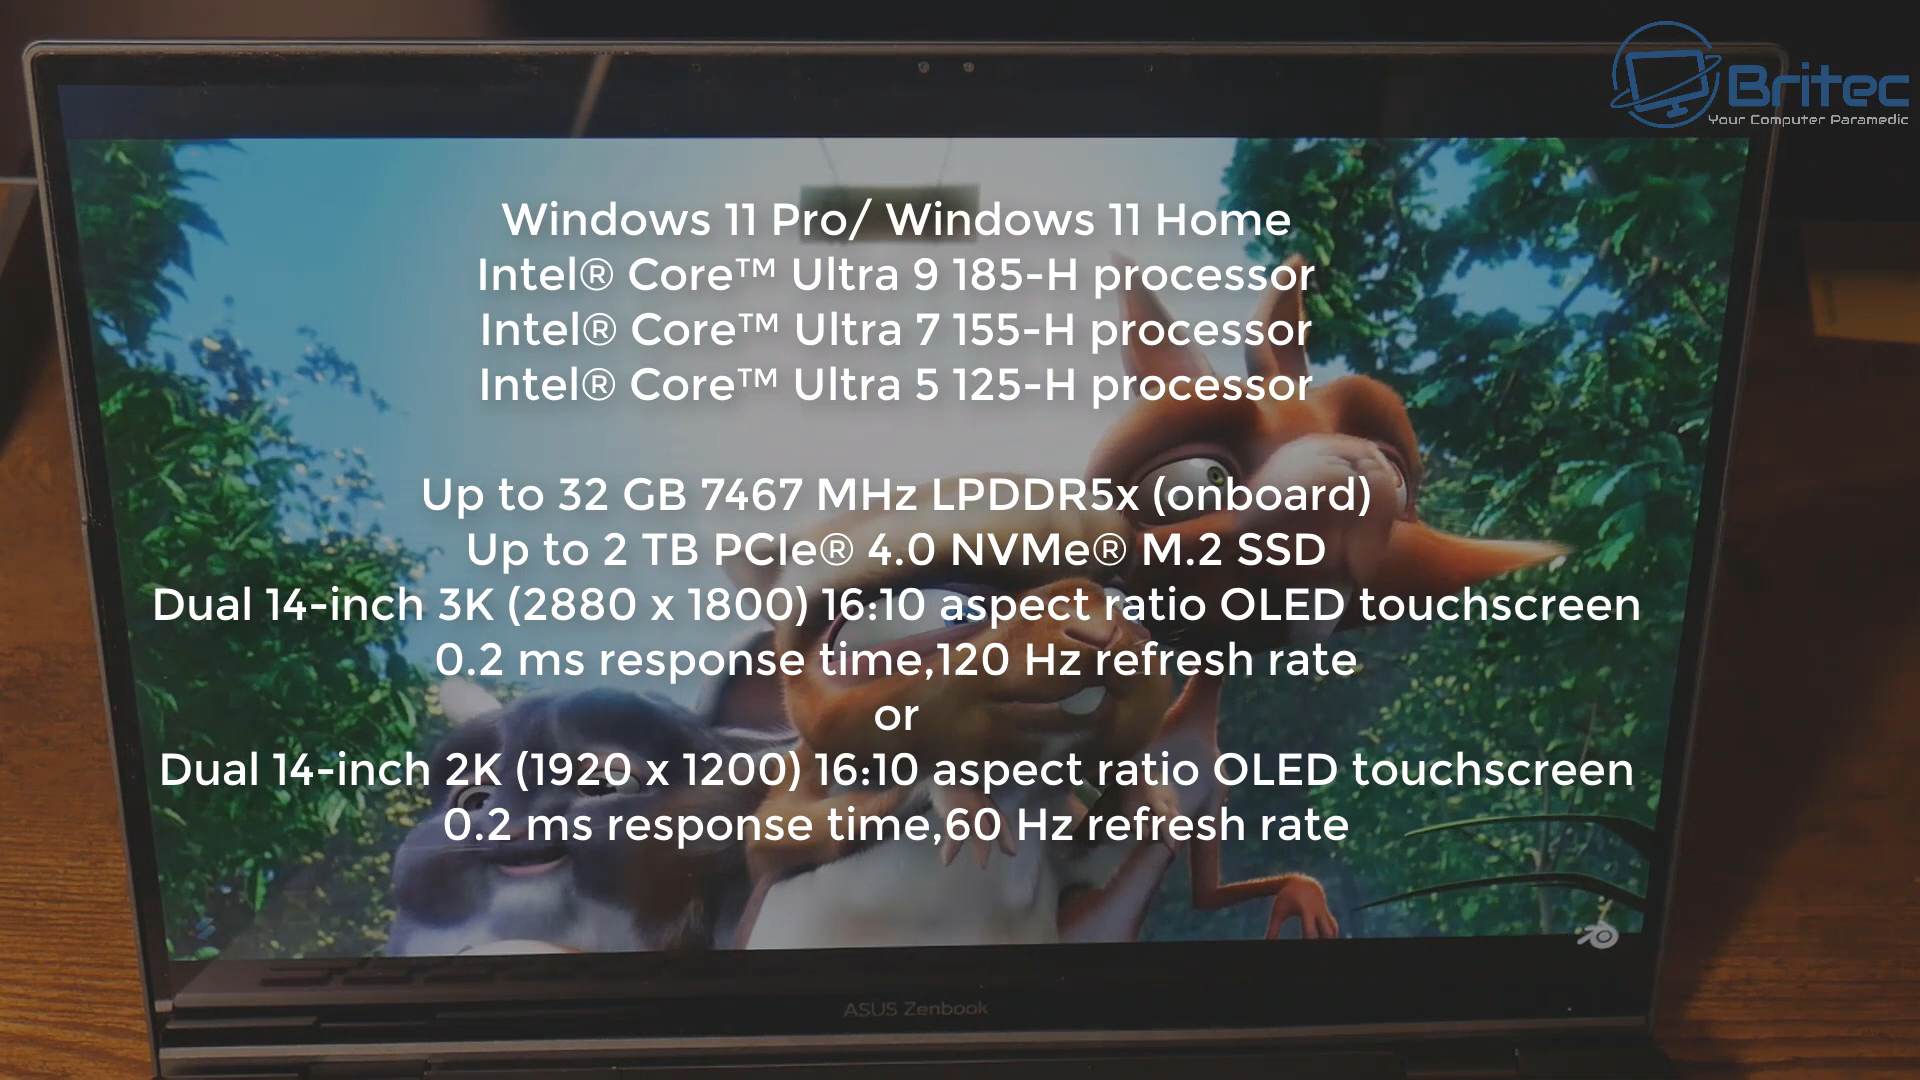 Britec
Your Computer Paramedic
Windows 11 Pro/ Windows 11 Home
Intel® Core™ Ultra 9 185-H processor
Intel® Core™ Ultra 7 155-H processor
Intel® Core™ Ultra 5 125-H processor
Up to 32 GB 7467 MHz LPDDR5x (onboard)
Up to 2 TB PCIe® 4.0 NVMe® M.2 SSD
Dual 14-inch 3K (2880 x 1800) 16:10 aspect ratio OLED touchscreen
0.2 ms response time,120 Hz refresh rate
or
Dual 14-inch 2K (1920 x 1200) 16:10 aspect ratio OLED touchscreen
0.2 ms response time,60 Hz refresh rate
ASUS Zenbook